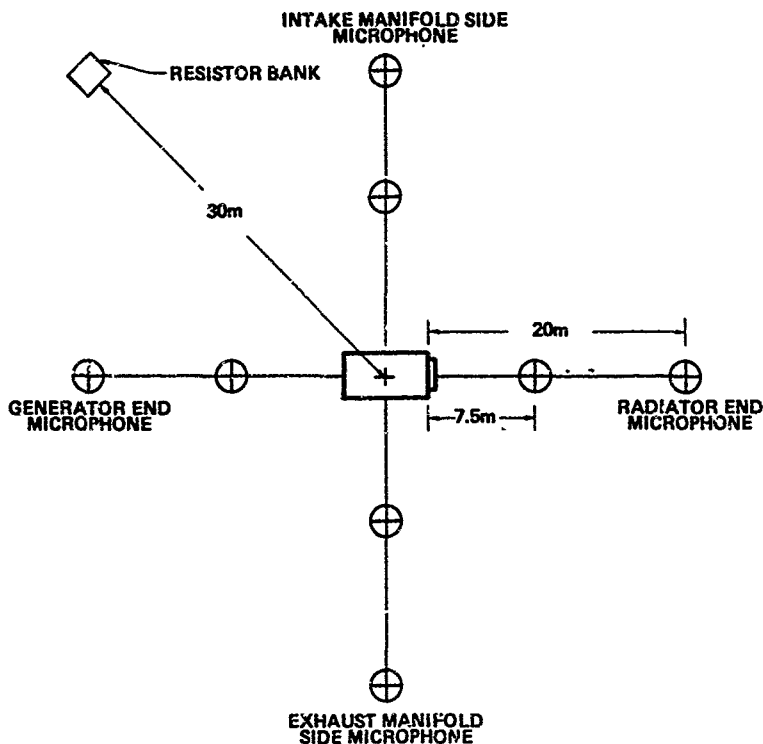 INTAKE MANIFOLD SIDE
MICROPHONE
RESISTOR BANK
30m
20m
7.5m
GENERATOR END
MICROPHONE
RADIATOR END
MICROPHONE
EXHAUST MANIFOLD
SIDE MICROPHONE